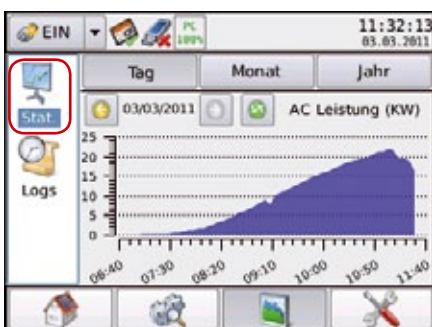 EIN
PC
100%
11:32:13
03.03.2011
Tag
Monat
Jahr
Stat.
03/03/2011
AC Leistung (KW)
Logs
25
20
15
10
5
0
06:40
07:30
08:20
09:10
10:00
10:50
11:40